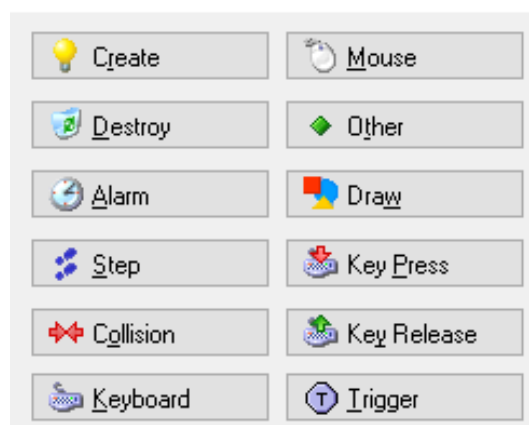 Create
Mouse
Destroy
Other
Alarm
Draw
Step
Key Press
Collision
Key Release
Keyboard
T Trigger